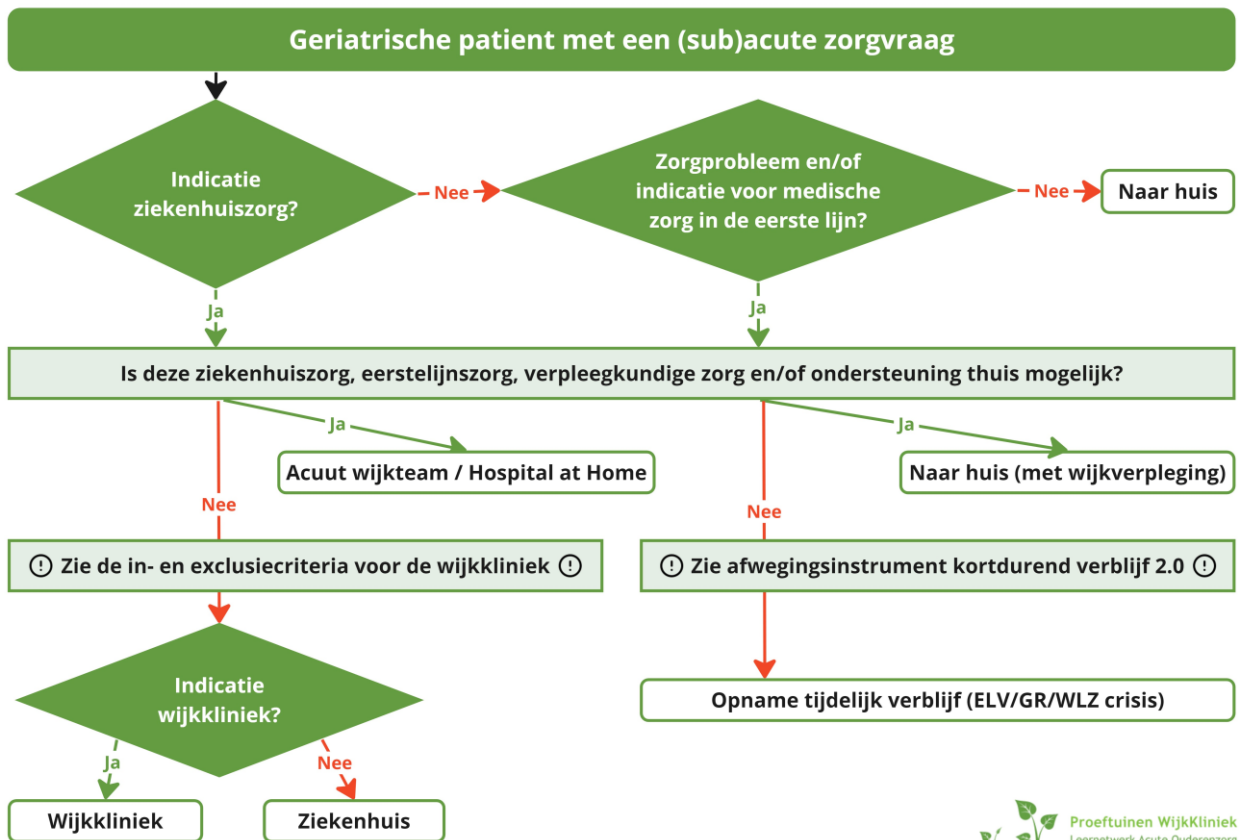 Geriatrische patient met een (sub)acute zorgvraag
Indicatie
ziekenhuiszorg?
Nee
Zorgprobleem en/of
indicatie voor medische
zorg in de eerste lijn?
Nee
Naar huis
Ja
Ja
Is deze ziekenhuiszorg, eerstelijnszorg, verpleegkundige zorg en/of ondersteuning thuis mogelijk?
Ja
Acuut wijkteam / Hospital at Home
Ja
Naar huis (met wijkverpleging)
Nee
Nee
! Zie de in- en exclusiecriteria voor de wijkkliniek !
! Zie afwegingsinstrument kortdurend verblijf 2.0 !
Indicatie
wijkkliniek?
Opname tijdelijk verblijf (ELV/GR/WLZ crisis)
Ja
Nee
Wijkkliniek
Ziekenhuis
Proeftuinen WijkKliniek
Leernetwerk Acute Ouderenzorg